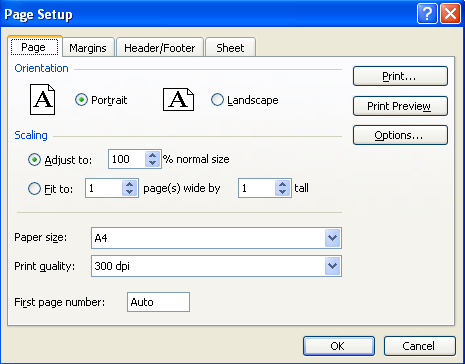 Page Setup
Page Margins Header/Footer Sheet
Orientation
A Portrait A Landscape
Print...
Print Preview
Options...
Scaling
Adjust to: 100 % normal size
Fit to: 1 page(s) wide by 1 tall
Paper size: A4
Print quality: 300 dpi
First page number: Auto
OK Cancel